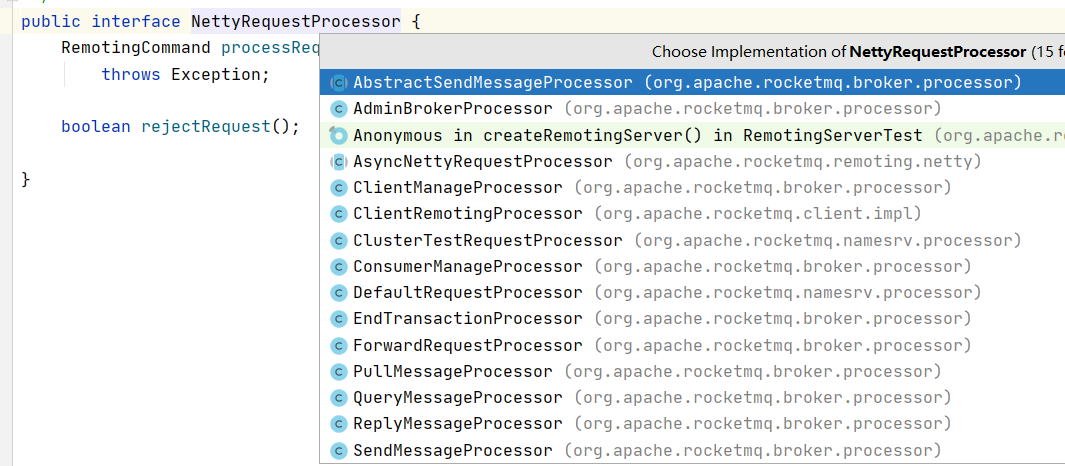 public interface NettyRequestProcessor {
RemotingCommand processReq
throws Exception;
boolean rejectRequest();
}
Choose Implementation of NettyRequestProcessor (15 fo
AbstractSendMessageProcessor (org.apache.rocketmq.broker.processor)
AdminBrokerProcessor (org.apache.rocketmq.broker.processor)
Anonymous in createRemotingServer() in RemotingServerTest (org.apache.ro
AsyncNettyRequestProcessor (org.apache.rocketmq.remoting.netty)
ClientManageProcessor (org.apache.rocketmq.broker.processor)
ClientRemotingProcessor (org.apache.rocketmq.client.impl)
ClusterTestRequestProcessor (org.apache.rocketmq.namesrv.processor)
ConsumerManageProcessor (org.apache.rocketmq.broker.processor)
DefaultRequestProcessor (org.apache.rocketmq.namesrv.processor)
EndTransactionProcessor (org.apache.rocketmq.broker.processor)
ForwardRequestProcessor (org.apache.rocketmq.broker.processor)
PullMessageProcessor (org.apache.rocketmq.broker.processor)
QueryMessageProcessor (org.apache.rocketmq.broker.processor)
ReplyMessageProcessor (org.apache.rocketmq.broker.processor)
SendMessageProcessor (org.apache.rocketmq.broker.processor)